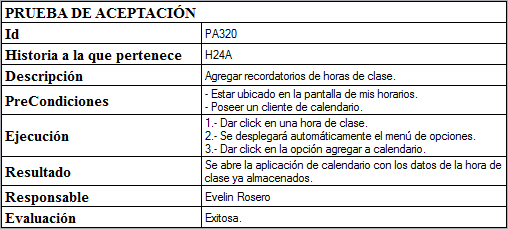 PRUEBA DE ACEPTACIÓN
Id PA320
Historia a la que pertenece H24A
Descripción Agregar recordatorios de horas de clase.
PreCondiciones - Estar ubicado en la pantalla de mis horarios.
- Poseer un cliente de calendario.
Ejecución 1.- Dar click en una hora de clase.
2.- Se desplegará automáticamente el menú de opciones.
3.- Dar click en la opción agregar a calendario.
Resultado Se abre la aplicación de calendario con los datos de la hora de
clase ya almacenados.
Responsable Evelin Rosero
Evaluación Exitosa.